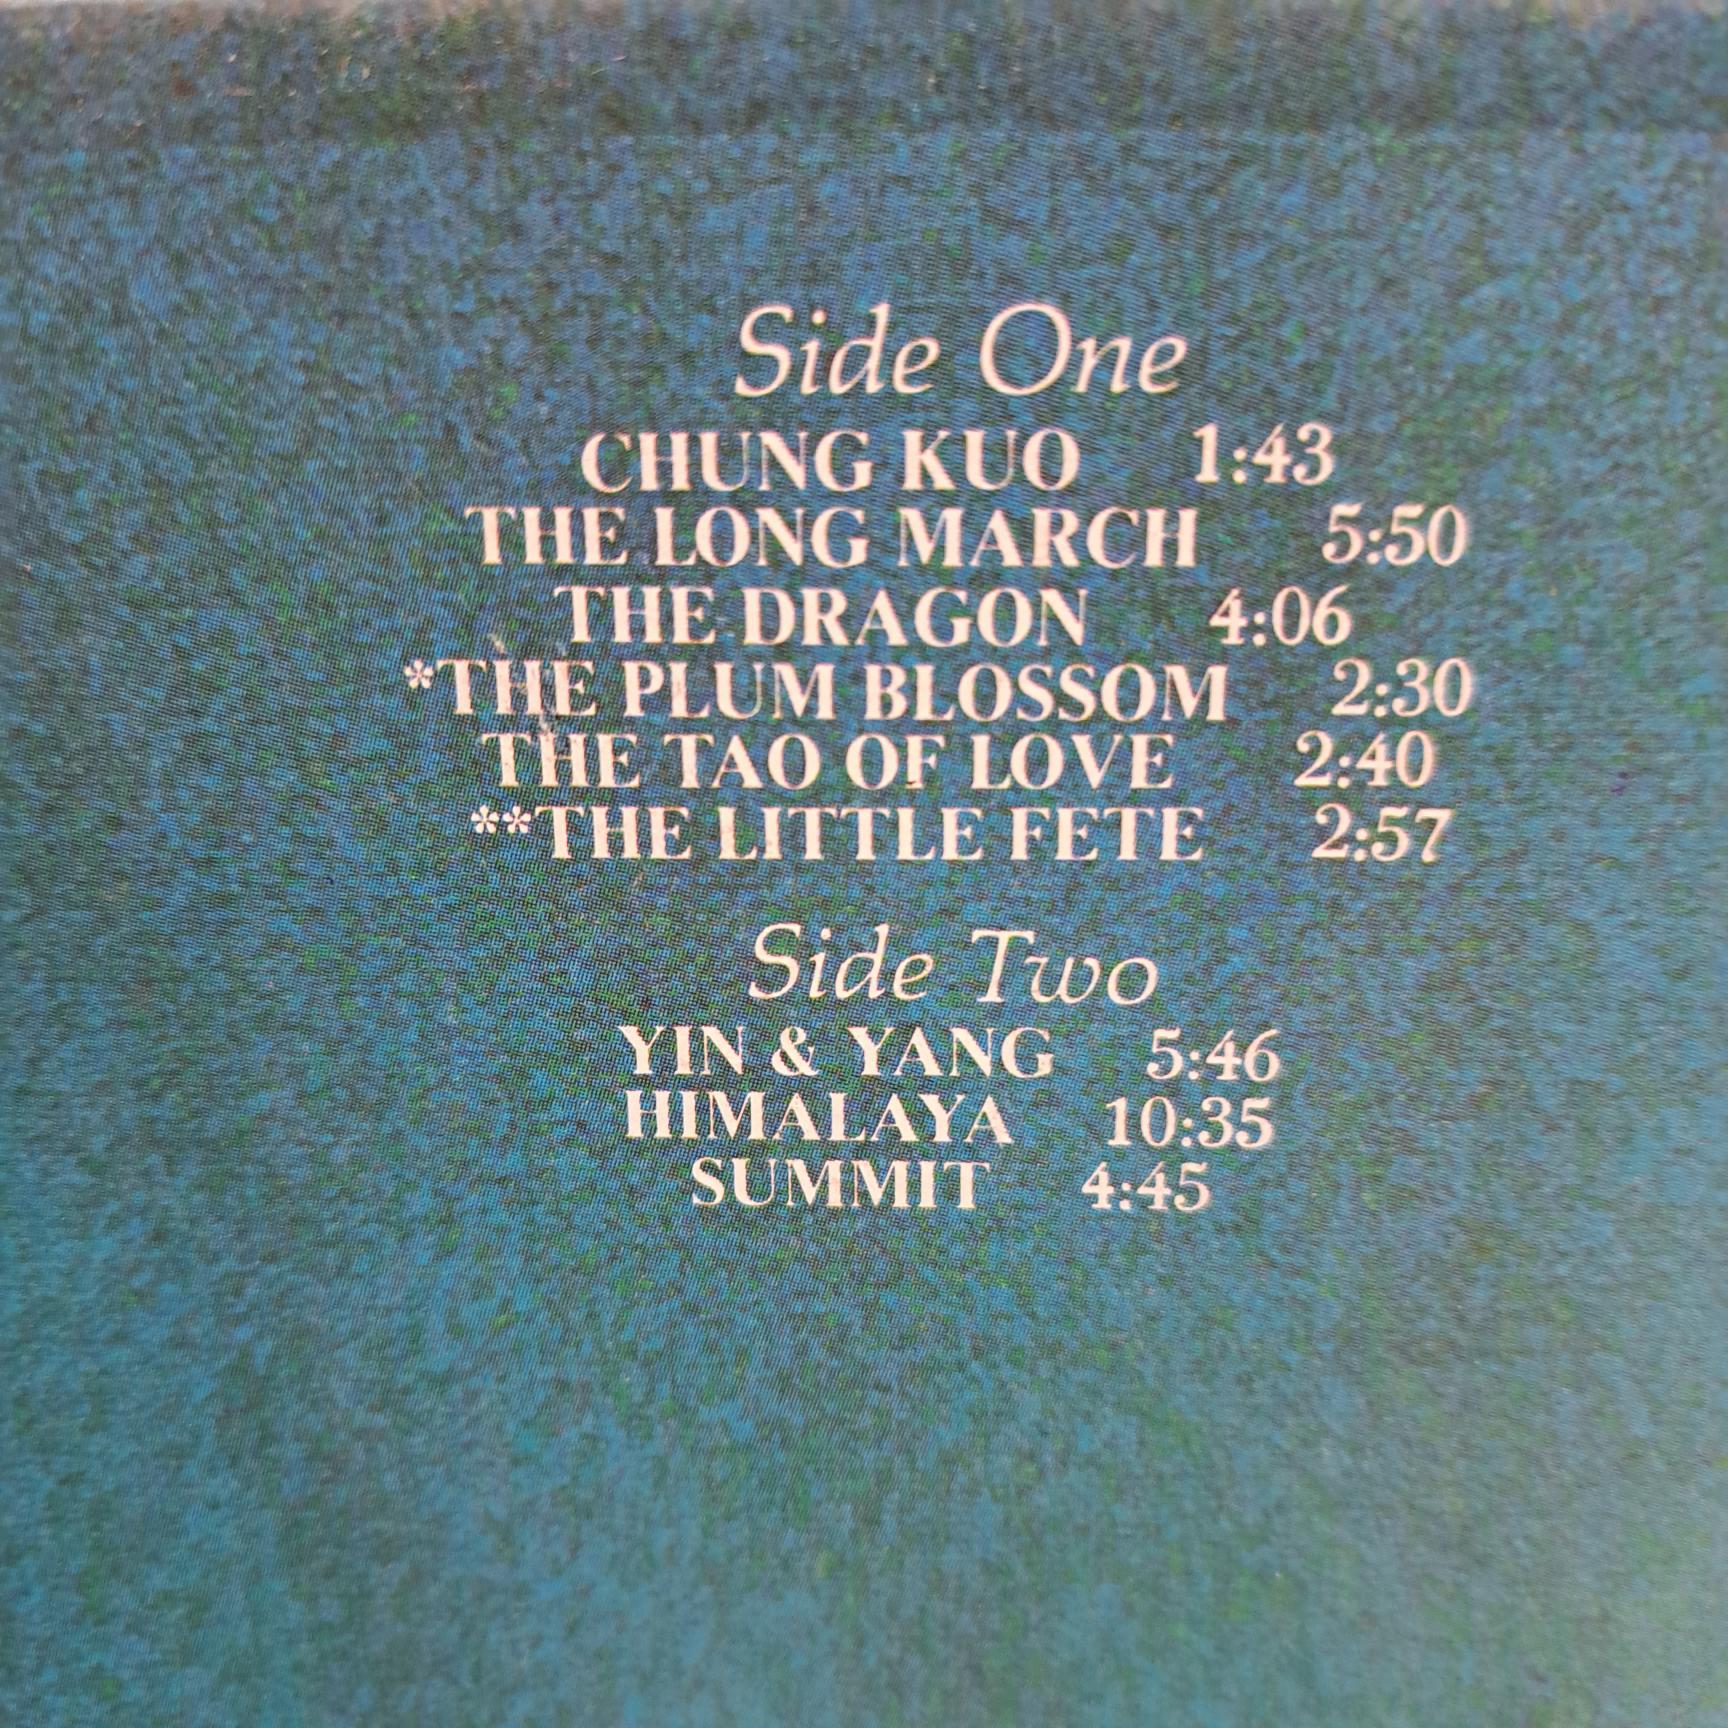 Side One
CHUNG KUO 1:43
THE LONG MARCH 5:50
THE DRAGON 4:06
*THE PLUM BLOSSOM 2:30
THE TAO OF LOVE 2:40
**THE LITTLE FETE 2:57
Side Two
YIN & YANG 5:46
HIMALAYA 10:35
SUMMIT 4:45